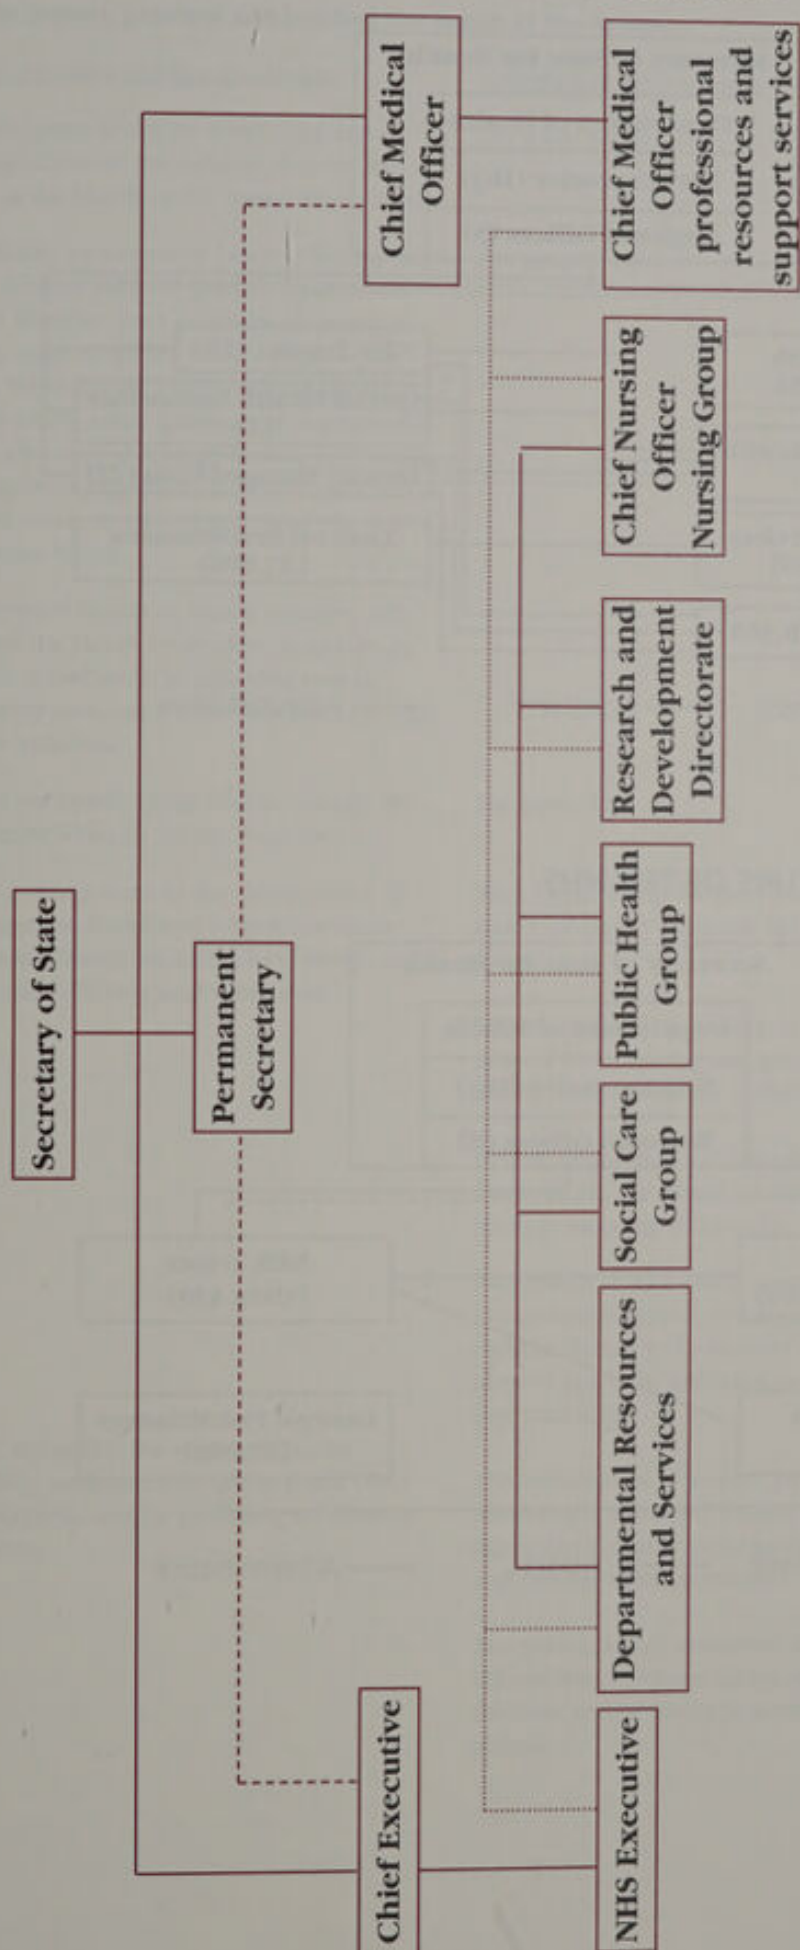 Secretary of State
Permanent
Secretary
Chief Executive
Chief Medical
Officer
NHS Executive
Departmental Resources
and Services
Social Care
Group
Public Health
Group
Research and
Development
Directorate
Chief Nursing
Officer
Nursing Group
Chief Medical
Officer
professional
resources and
support services